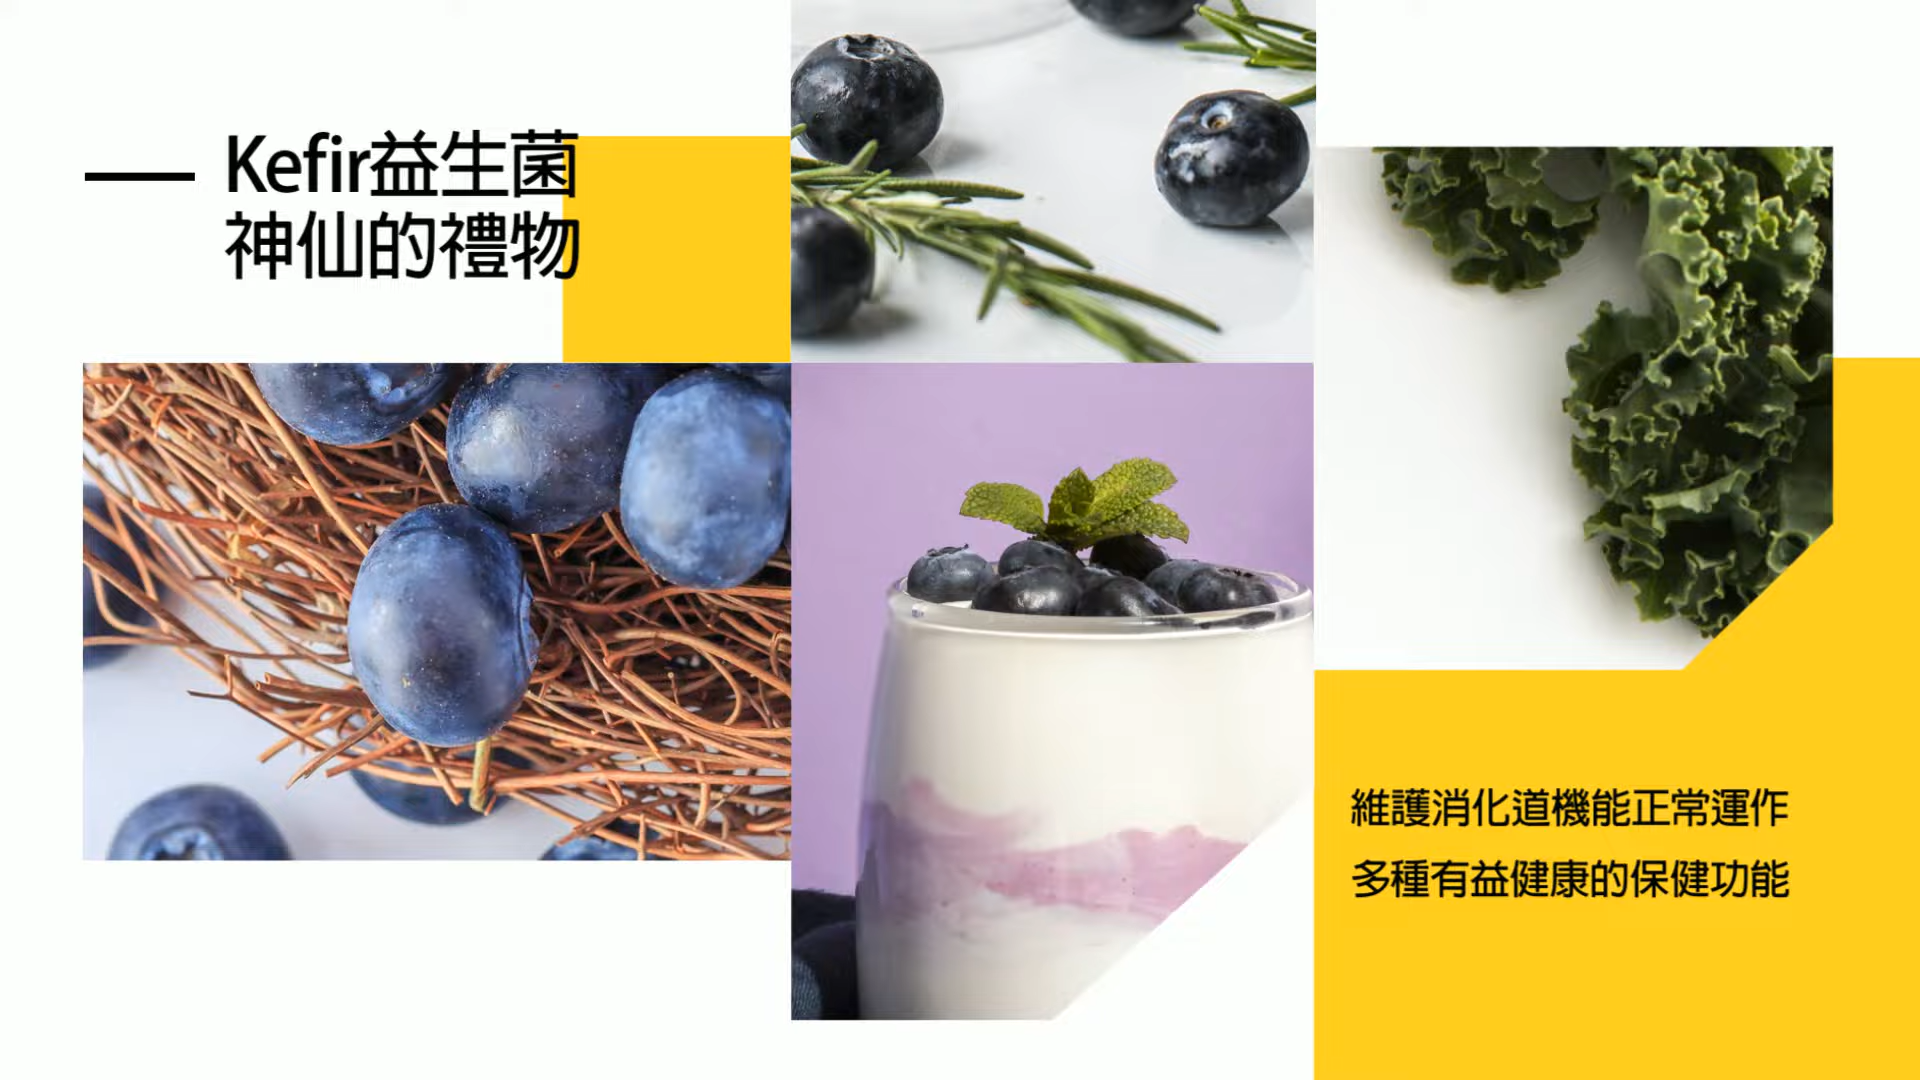 Kefir益生菌
神仙的禮物
維護消化道機能正常運作
多種有益健康的保健功能